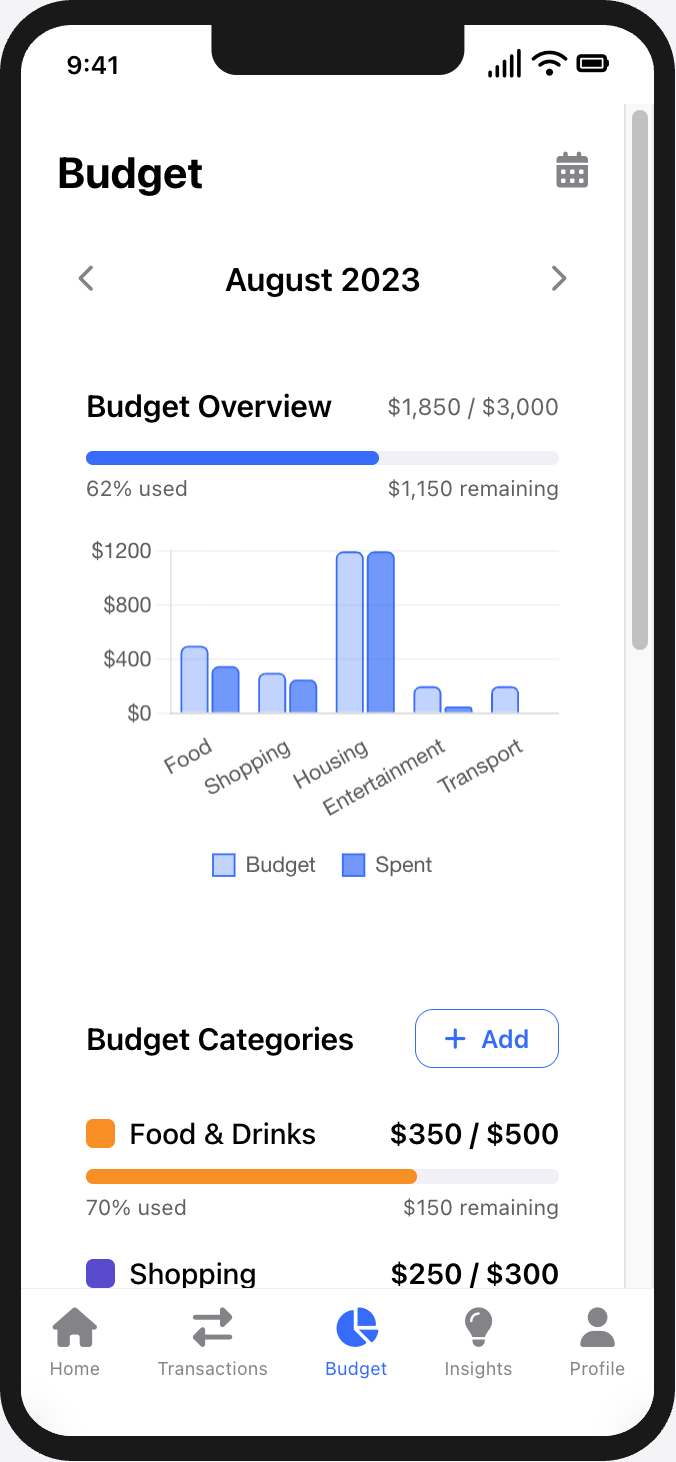 9:41
Budget
August 2023
Budget Overview $1,850 / $3,000
62% used $1,150 remaining
$1200
$800
$400
$0
Food Shopping Housing Entertainment Transport
Budget Spent
Budget Categories + Add
Food & Drinks $350 / $500
70% used $150 remaining
Shopping $250 / $300
Home Transactions Budget Insights Profile